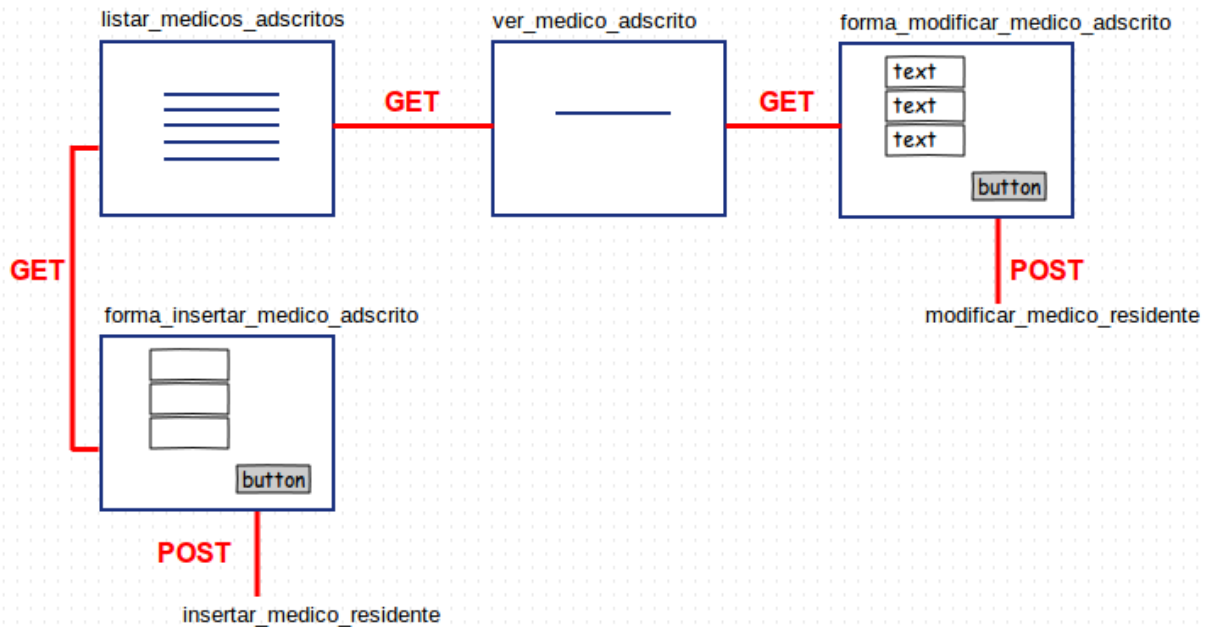 listar_medicos_adscritos
ver_medico_adscrito
forma_modificar_medico_adscrito
GET
GET
text
text
text
button
GET
POST
modificar_medico_residente
forma_insertar_medico_adscrito
button
POST
insertar_medico_residente